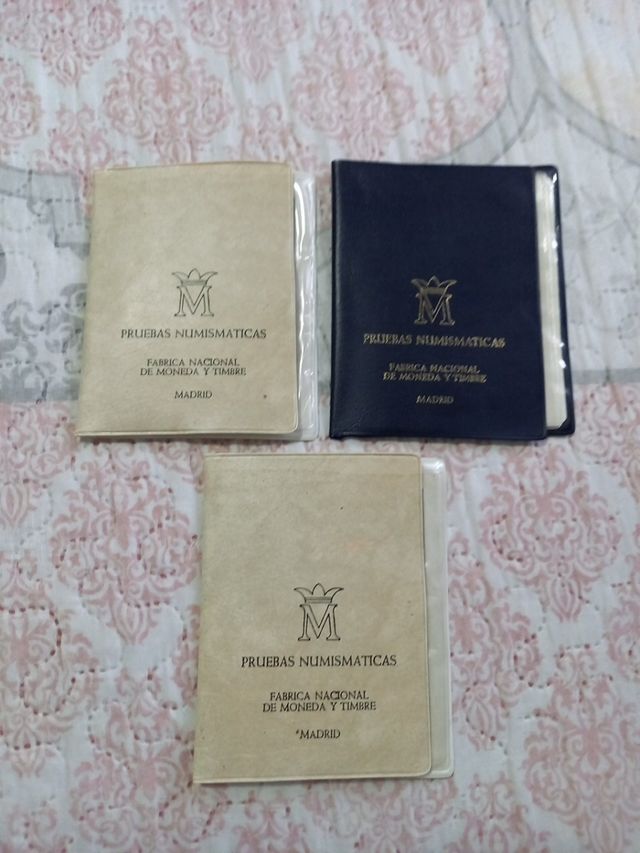 M
PRUEBAS NUMISMATICAS
FABRICA NACIONAL
DE MONEDA Y TIMBRE
MADRID
M
PRUEBAS NUMISMATICAS
FABRICA NACIONAL
DE MONEDA Y TIMBRE
MADRID
M
PRUEBAS NUMISMATICAS
FABRICA NACIONAL
DE MONEDA Y TIMBRE
*MADRID